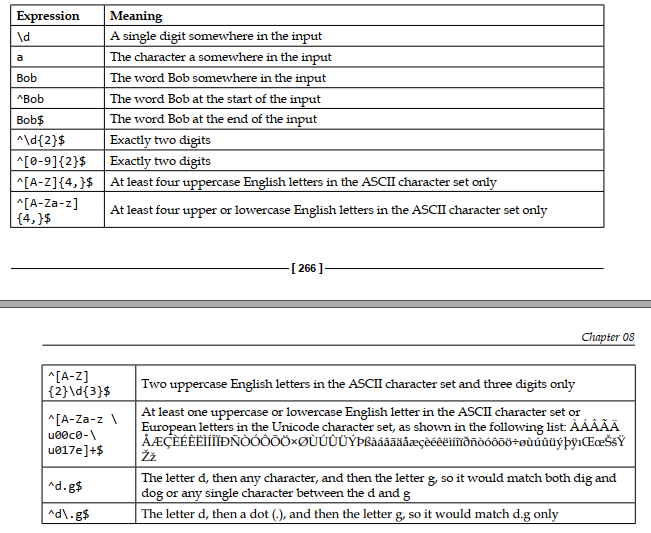 Expression Meaning
\d A single digit somewhere in the input
a The character a somewhere in the input
Bob The word Bob somewhere in the input
^Bob The word Bob at the start of the input
Bob$ The word Bob at the end of the input
^\d{2}$ Exactly two digits
^[0-9]{2}$ Exactly two digits
^[A-Z]{4,}$ At least four uppercase English letters in the ASCII character set only
^[A-Za-z]
{4,}$ At least four upper or lowercase English letters in the ASCII character set only
[ 266 ]
Chapter 08
^[A-Z]
{2}\d{3}$ Two uppercase English letters in the ASCII character set and three digits only
^[A-Za-z \
u00c0-\
u017e]+$
At least one uppercase or lowercase English letter in the ASCII character set or
European letters in the Unicode character set, as shown in the following list: ÀÁÂÃÄ
ÅÆÇÈÉÊËÌÍÎÏÐÑÒÓÔÕÖ×ØÙÚÛÜÝÞßàáâãäåæçèéêëìíîïðñòóôõö÷øùúûüýþÿıŒœŠšŸ
Žž
^d.g$
The letter d, then any character, and then the letter g, so it would match both dig and
dog or any single character between the d and g
^d\.g$ The letter d, then a dot (.), and then the letter g, so it would match d.g only